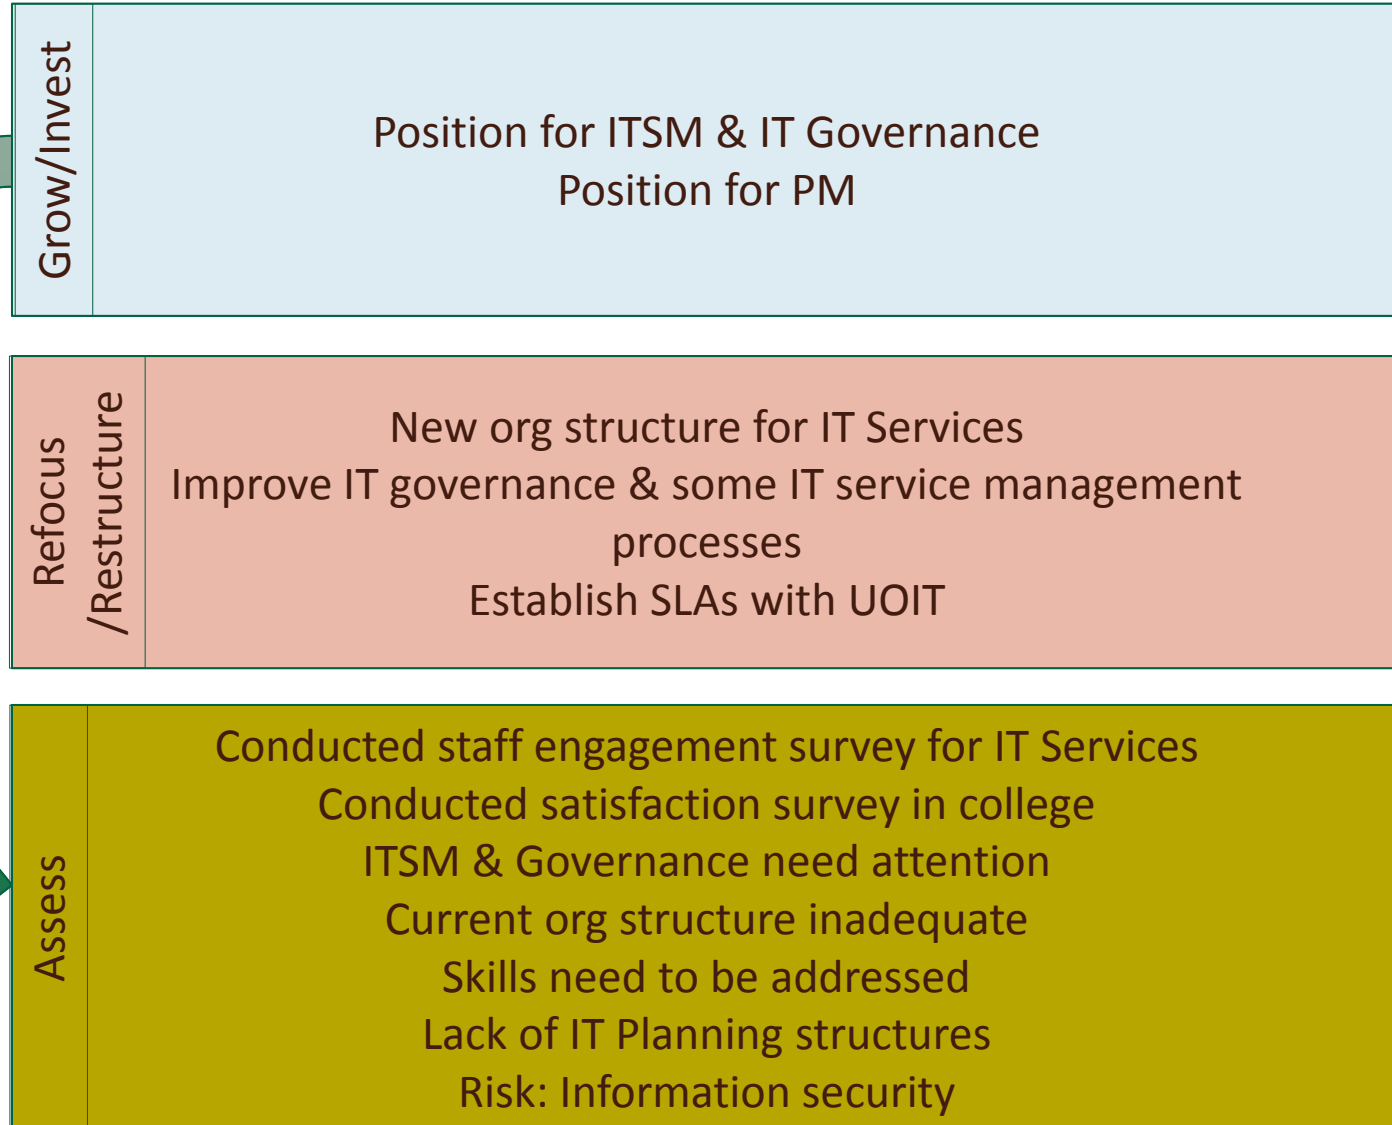 Grow/Invest
Position for ITSM & IT Governance
Position for PM
Refocus
/Restructure
New org structure for IT Services
Improve IT governance & some IT service management
processes
Establish SLAs with UOIT
Assess
Conducted staff engagement survey for IT Services
Conducted satisfaction survey in college
ITSM & Governance need attention
Current org structure inadequate
Skills need to be addressed
Lack of IT Planning structures
Risk: Information security